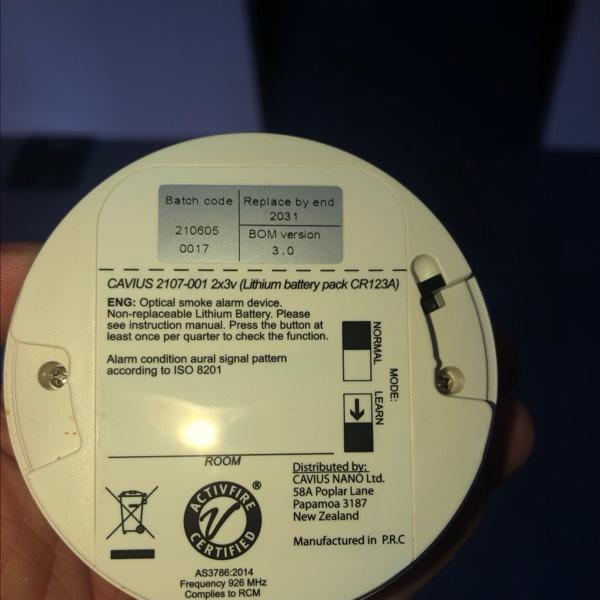 Batch code
210605
0017
Replace by end
2031
BOM version
3.0
CAVIUS 2107-001 2x3v (Lithium battery pack CR123A)
ENG: Optical smoke alarm device.
Non-replaceable Lithium Battery. Please
see instruction manual. Press the button at
least once per quarter to check the function.
Alarm condition aural signal pattern
according to ISO 8201
NORMAL
MODE:
LEARN
ROOM
ACTIVFIRE
®
CERTIFIED
AS3786:2014
Frequency 926 MHz
Complies to RCM
Distributed by:
CAVIUS NANO Ltd.
58A Poplar Lane
Papamoa 3187
New Zealand
Manufactured in P.R.C